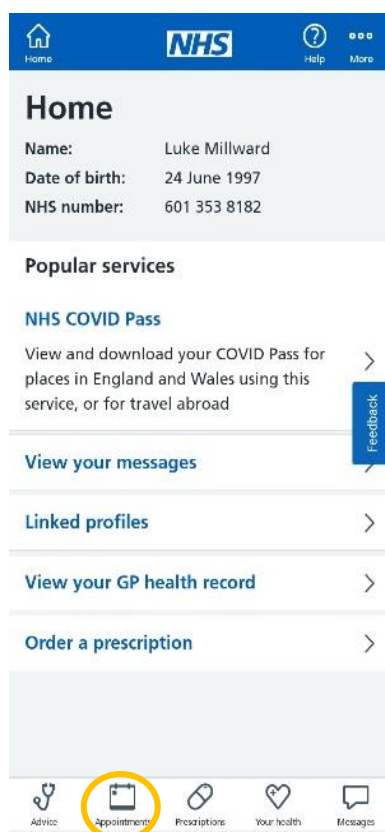 NHS
Home
Help
More
Home
Name: Luke Millward
Date of birth: 24 June 1997
NHS number: 601 353 8182
Popular services
NHS COVID Pass
View and download your COVID Pass for
places in England and Wales using this
service, or for travel abroad
Feedback
View your messages
Linked profiles
View your GP health record
Order a prescription
Advice
Appointments
Prescriptions
Your health
Messages